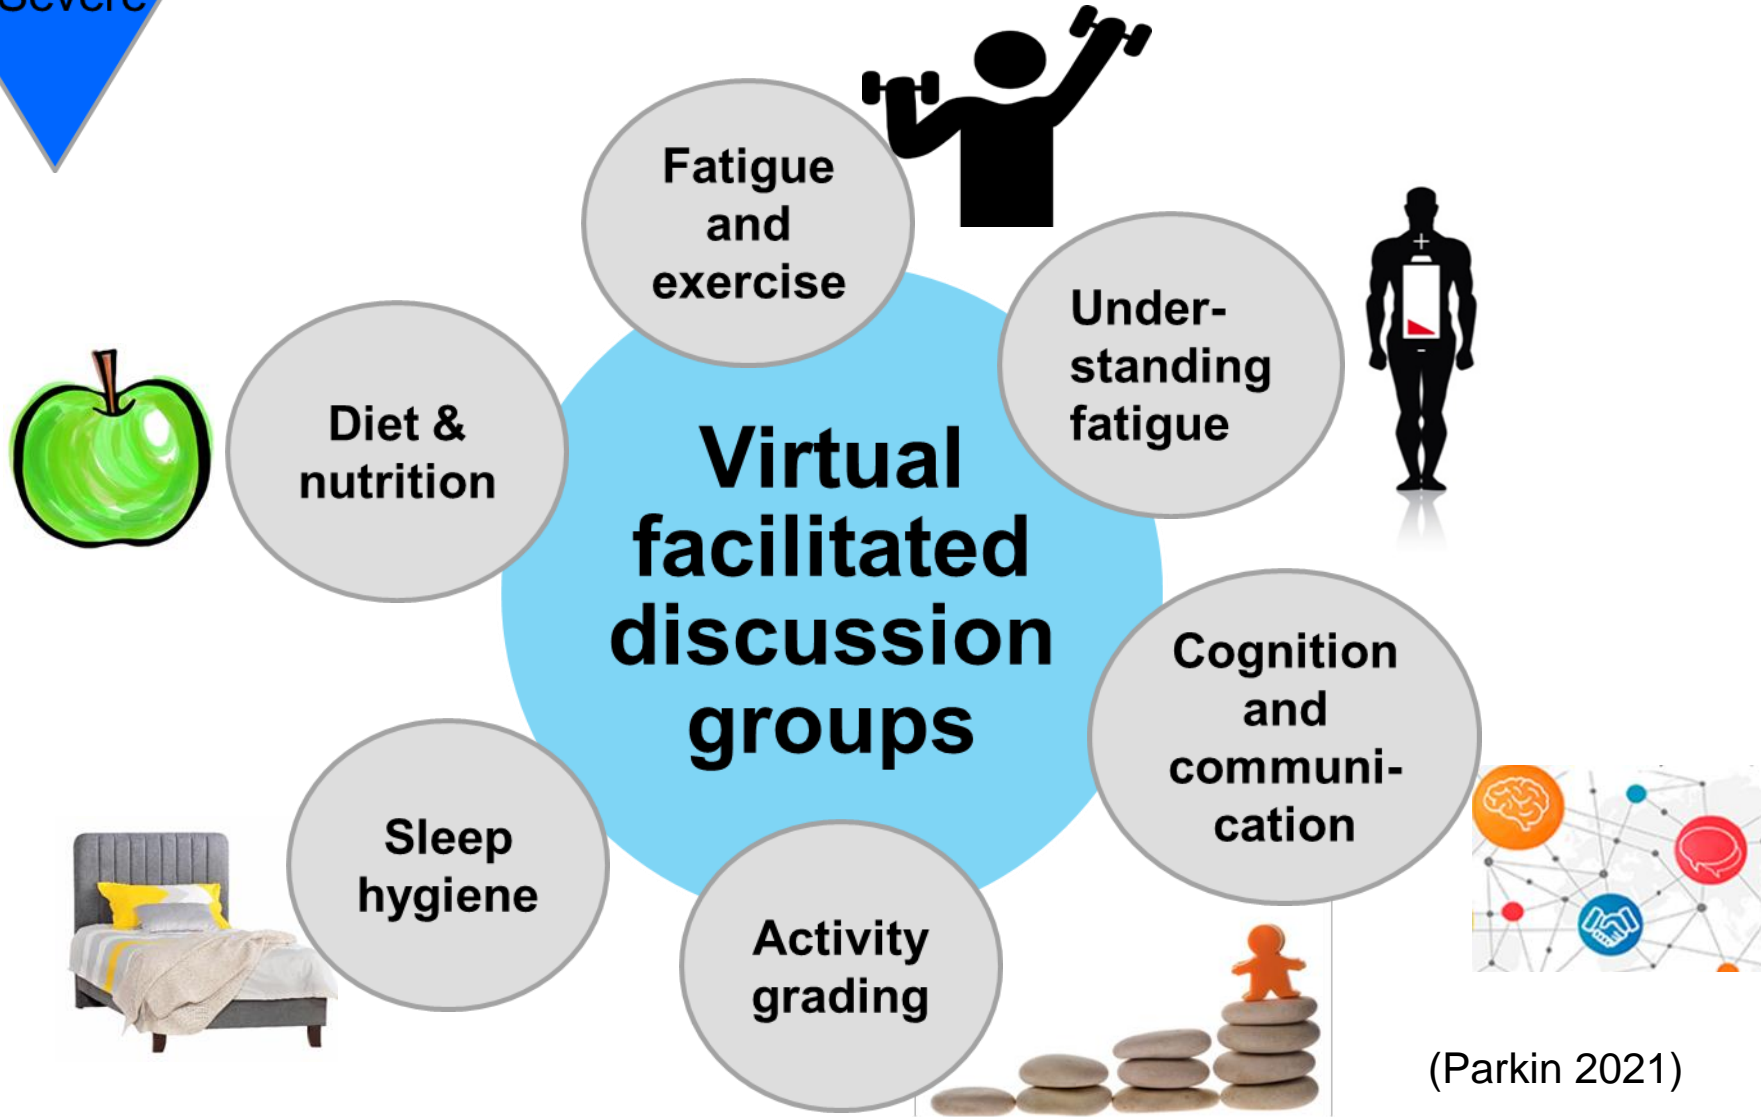 Severe
Fatigue
and
exercise
Under-
standing
fatigue
Diet &
nutrition
Virtual
facilitated
discussion
groups
Cognition
and
communi-
cation
Sleep
hygiene
Activity
grading
(Parkin 2021)